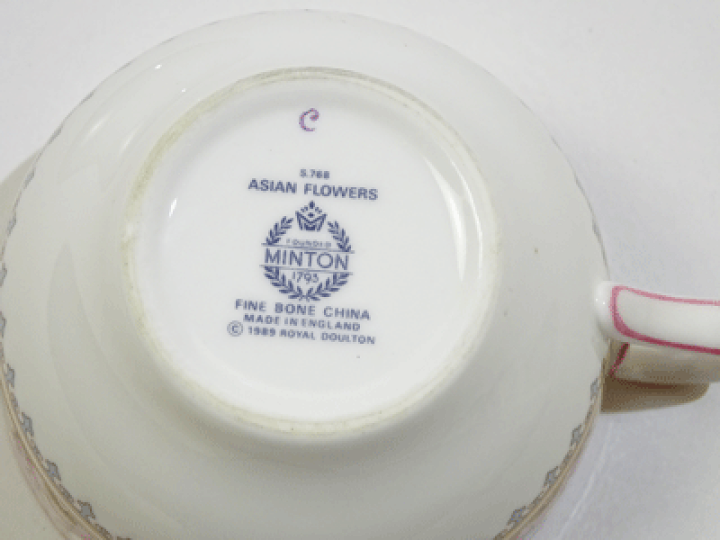 C
S.768
ASIAN FLOWERS
FOUNDED
MINTON
1793
FINE BONE CHINA
MADE IN ENGLAND
© 1989 ROYAL DOULTON